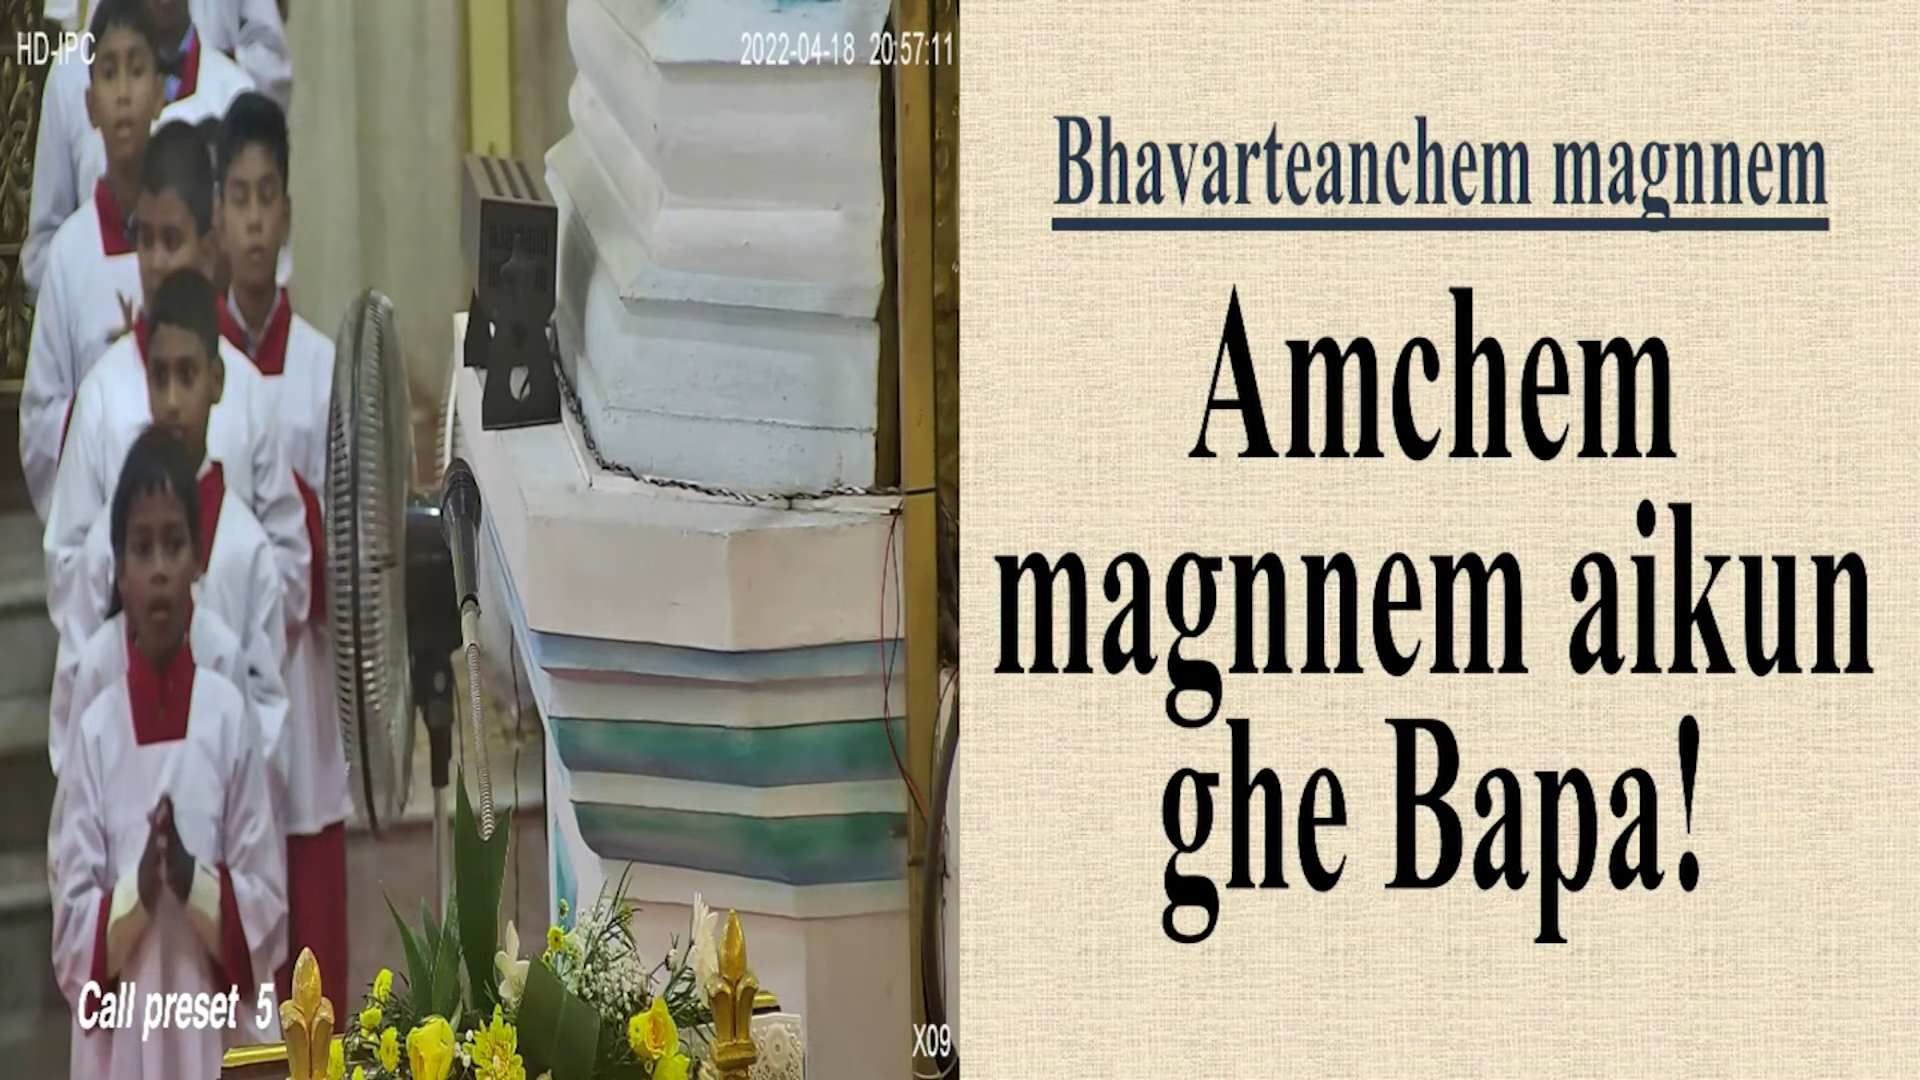 HD-IPC
2022-04-18 20:57:11
Call preset 5
X09
Bhavarteanchem magnnem
Amchem
magnnem aikun
ghe Bapa!